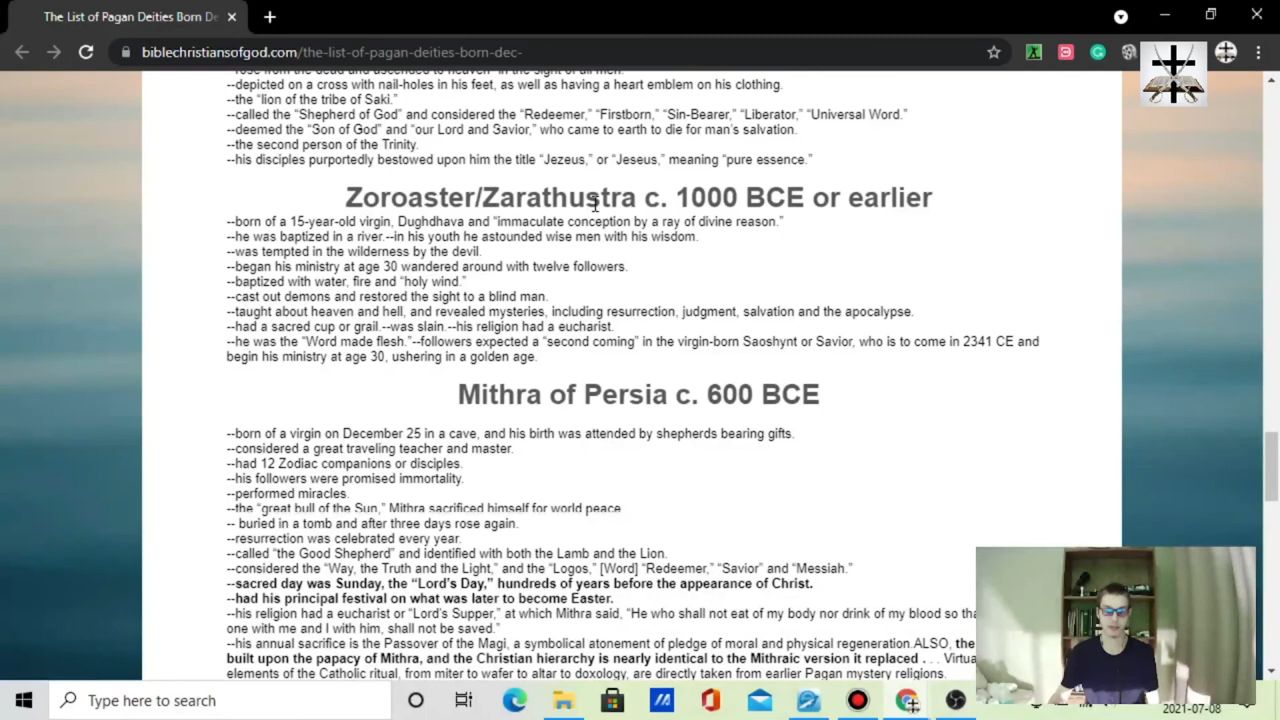 The List of Pagan Deities Born De
biblechristiansofgod.com/the-list-of-pagan-deities-born-dec-
--rose from the dead and ascended to heaven "in the sight of all men."
--depicted on a cross with nail-holes in his feet, as well as having a heart emblem on his clothing.
--the "lion of the tribe of Saki."
--called the "Shepherd of God" and considered the "Redeemer," "Firstborn," "Sin-Bearer," "Liberator," "Universal Word."
--deemed the "Son of God" and "our Lord and Savior," who came to earth to die for man's salvation.
--the second person of the Trinity.
--his disciples purportedly bestowed upon him the title "Jezeus," or "Jeseus," meaning "pure essence."
Zoroaster/Zarathustra c. 1000 BCE or earlier
--born of a 15-year-old virgin, Dughdhava and "immaculate conception by a ray of divine reason."
--he was baptized in a river.--in his youth he astounded wise men with his wisdom.
--was tempted in the wilderness by the devil.
--began his ministry at age 30 wandered around with twelve followers.
--baptized with water, fire and "holy wind."
--cast out demons and restored the sight to a blind man.
--taught about heaven and hell, and revealed mysteries, including resurrection, judgment, salvation and the apocalypse.
--had a sacred cup or grail.--was slain.--his religion had a eucharist.
--he was the "Word made flesh."--followers expected a "second coming" in the virgin-born Saoshynt or Savior, who is to come in 2341 CE and
begin his ministry at age 30, ushering in a golden age.
Mithra of Persia c. 600 BCE
--born of a virgin on December 25 in a cave, and his birth was attended by shepherds bearing gifts.
--considered a great traveling teacher and master.
--had 12 Zodiac companions or disciples.
--his followers were promised immortality.
--performed miracles.
--the "great bull of the Sun," Mithra sacrificed himself for world peace
-- buried in a tomb and after three days rose again.
--resurrection was celebrated every year.
--called "the Good Shepherd" and identified with both the Lamb and the Lion.
--considered the "Way, the Truth and the Light," and the "Logos," [Word] "Redeemer," "Savior" and "Messiah."
--sacred day was Sunday, the "Lord's Day," hundreds of years before the appearance of Christ.
--had his principal festival on what was later to become Easter.
--his religion had a eucharist or "Lord's Supper," at which Mithra said, "He who shall not eat of my body nor drink of my blood so tha
one with me and I with him, shall not be saved."
--his annual sacrifice is the Passover of the Magi, a symbolical atonement of pledge of moral and physical regeneration.ALSO, the
built upon the papacy of Mithra, and the Christian hierarchy is nearly identical to the Mithraic version it replaced . . . Virtua
elements of the Catholic ritual, from miter to wafer to altar to doxology, are directly taken from earlier Pagan mystery religions.
Type here to search
2021-07-08